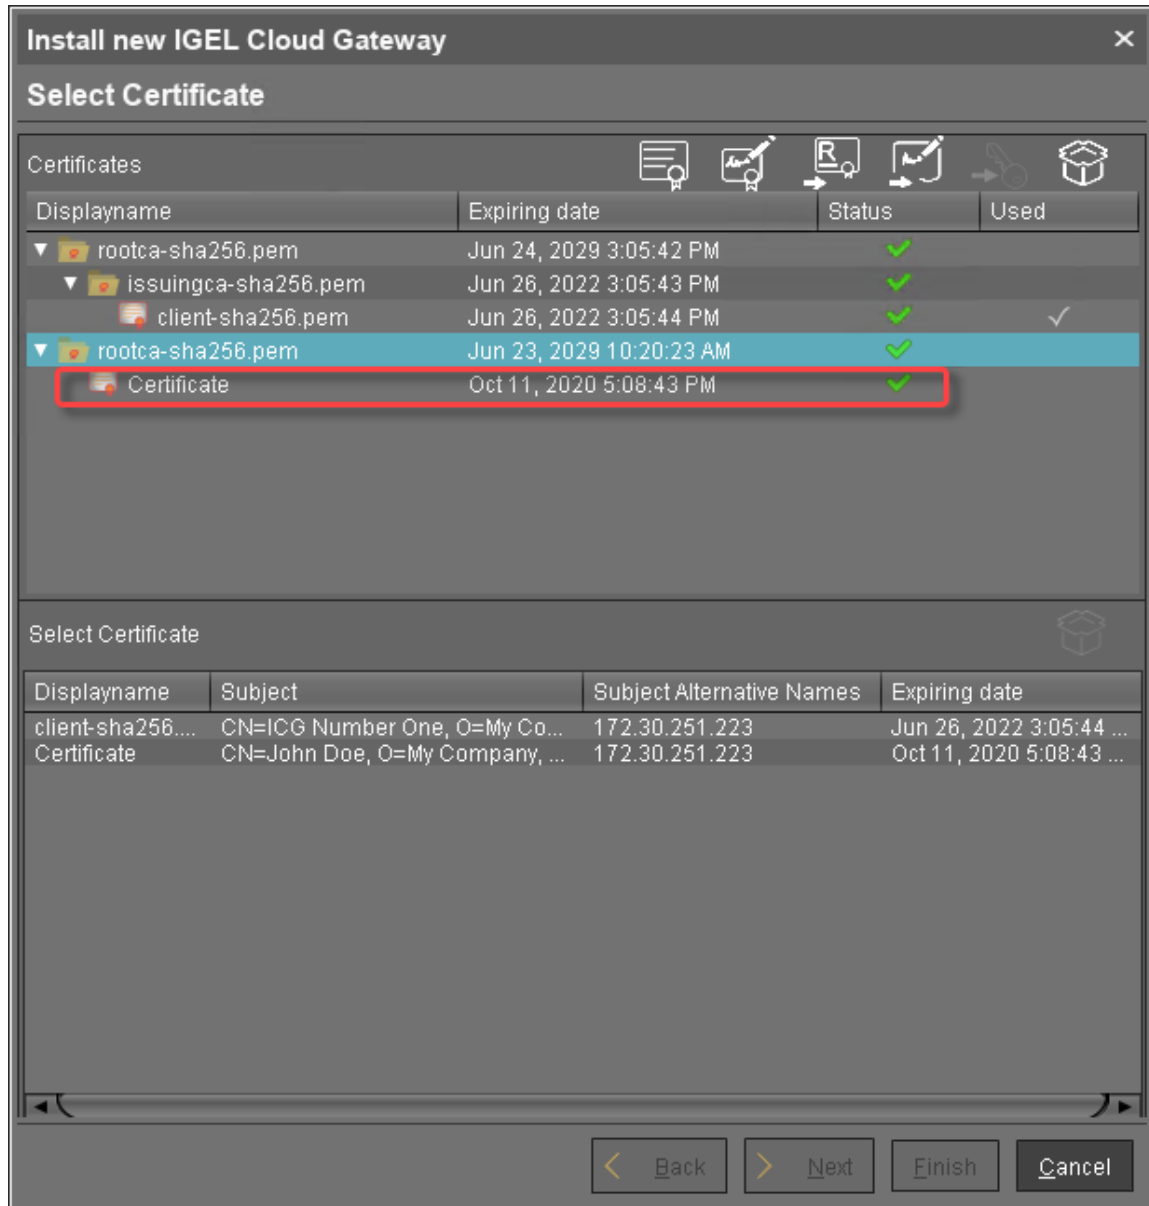 Install new IGEL Cloud Gateway
Select Certificate
Certificates
R
Displayname Expiring date Status Used
rootca-sha256.pem Jun 24, 2029 3:05:42 PM
issuingca-sha256.pem Jun 26, 2022 3:05:43 PM
client-sha256.pem Jun 26, 2022 3:05:44 PM
rootca-sha256.pem Jun 23, 2029 10:20:23 AM
Certificate Oct 11, 2020 5:08:43 PM
Select Certificate
Displayname Subject Subject Alternative Names Expiring date
client-sha256.... CN=ICG Number One, O=My Co... 172.30.251.223 Jun 26, 2022 3:05:44 ...
Certificate CN=John Doe, O=My Company, ... 172.30.251.223 Oct 11, 2020 5:08:43 ...
Back Next Finish Cancel